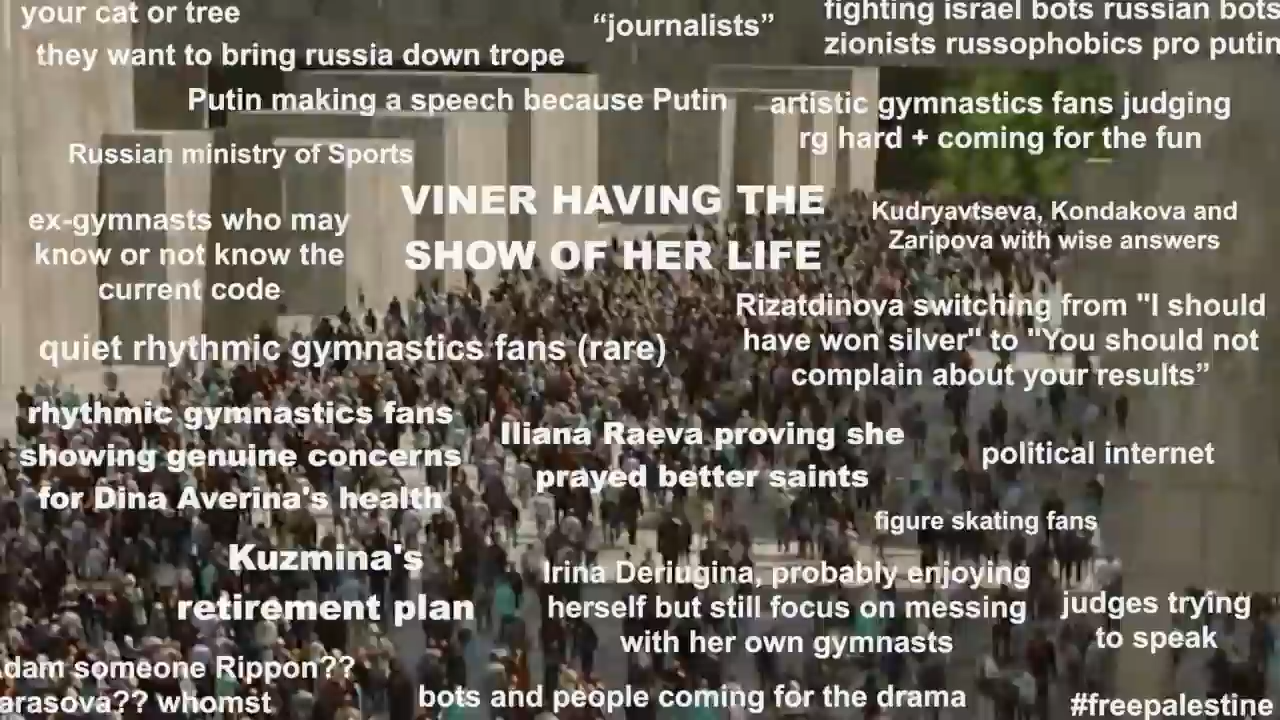 your cat or tree
"journalists"
fighting israel bots russian bots
zionists russophobics pro putin
they want to bring russia down trope
Putin making a speech because Putin
artistic gymnastics fans judging
rg hard + coming for the fun
Russian ministry of Sports
VINER HAVING THE
SHOW OF HER LIFE
ex-gymnasts who may
know or not know the
current code
Kudryavtseva, Kondakova and
Zaripova with wise answers
Rizatdinova switching from "I should
have won silver" to "You should not
complain about your results”
quiet rhythmic gymnastics fans (rare)
rhythmic gymnastics fans
showing genuine concerns
for Dina Averina's health
Iliana Raeva proving she
prayed better saints
political internet
figure skating fans
Kuzmina's
retirement plan
Irina Deriugina, probably enjoying
herself but still focus on messing
with her own gymnasts
judges trying
to speak
dam someone Rippon??
arasova?? whomst
bots and people coming for the drama
#freepalestine